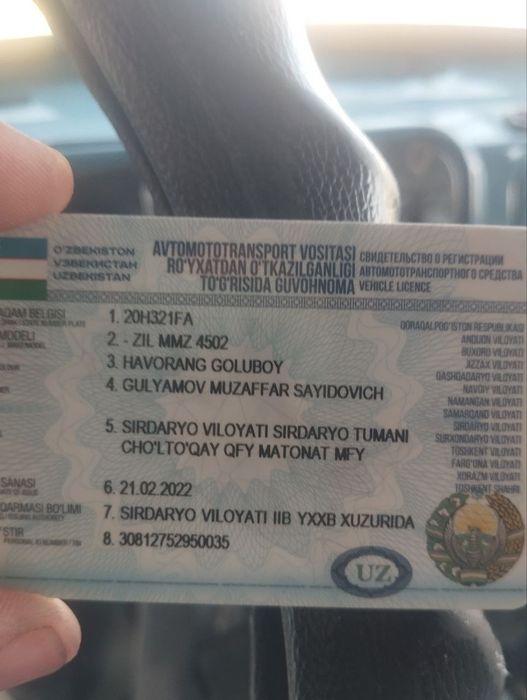 O'ZBEKISTON
ЎЗБЕКИСТАН
UZBEKISTAN
AVTOMOTOTRANSPORT VOSITASI
RO'YXATDAN O'TKAZILGANLIGI
TO'G'RISIDA GUVOHNOMA
СВИДЕТЕЛЬСТВО О РЕГИСТРАЦИИ
АВТОМОТОТРАНСПОРТНОГО СРЕДСТВА
VEHICLE LICENCE
BELGISI
1. 20H321FA
2. - ZIL MMZ 4502
3. HAVORANG GOLUBOY
4. GULYAMOV MUZAFFAR SAYIDOVICH
5. SIRDARYO VILOYATI SIRDARYO TUMANI
CHO'LTO'QAY QFY MATONAT MFY
SANASI
6. 21.02.2022
BO'LIMI
7. SIRDARYO VILOYATI IIB YXXB XUZURIDA
8. 30812752950035
QORAQALPOG'ISTON RESPUBLIKASI
ANDIJON VILOYATI
BUXORO VILOYATI
JIZZAX VILOYATI
QASHQADARYO VILOYATI
NAVOIY VILOYATI
NAMANGAN VILOYATI
SAMARQAND VILOYATI
SIRDARYO VILOYATI
SURXONDARYO VILOYATI
TOSHKENT VILOYATI
FARG'ONA VILOYATI
XORAZM VILOYATI
TOSHKENT SHAHRI
UZ